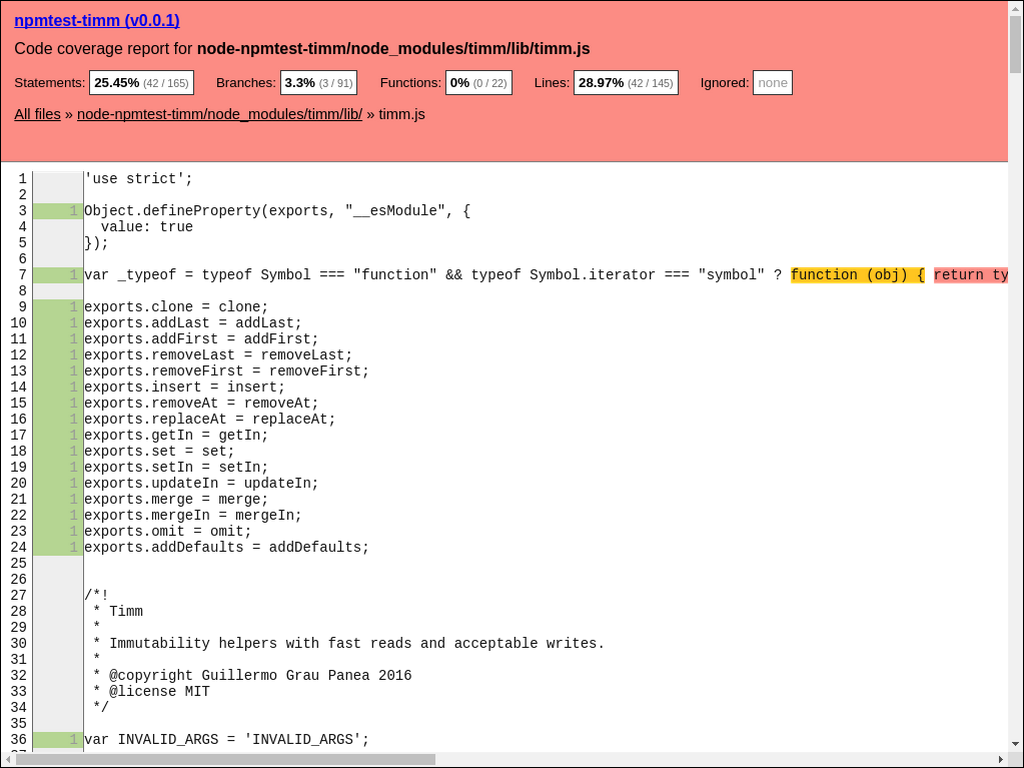 npmtest-timm (v0.0.1)
Code coverage report for node-npmtest-timm/node_modules/timm/lib/timm.js
Statements: 25.45% (42 / 165) Branches: 3.3% (3 / 91) Functions: 0% (0 / 22) Lines: 28.97% (42 / 145) Ignored: none
All files » node-npmtest-timm/node_modules/timm/lib/ » timm.js
1 'use strict';
2
3 1 Object.defineProperty(exports, "__esModule", {
4   value: true
5 });
6
7 1 var _typeof = typeof Symbol === "function" && typeof Symbol.iterator === "symbol" ? function (obj) { return ty
8
9 1 exports.clone = clone;
10 1 exports.addLast = addLast;
11 1 exports.addFirst = addFirst;
12 1 exports.removeLast = removeLast;
13 1 exports.removeFirst = removeFirst;
14 1 exports.insert = insert;
15 1 exports.removeAt = removeAt;
16 1 exports.replaceAt = replaceAt;
17 1 exports.getIn = getIn;
18 1 exports.set = set;
19 1 exports.setIn = setIn;
20 1 exports.updateIn = updateIn;
21 1 exports.merge = merge;
22 1 exports.mergeIn = mergeIn;
23 1 exports.omit = omit;
24 1 exports.addDefaults = addDefaults;
25
26
27 /*!
28  * Timm
29  *
30  * Immutability helpers with fast reads and acceptable writes.
31  *
32  * @copyright Guillermo Grau Panea 2016
33  * @license MIT
34  */
35
36 1 var INVALID_ARGS = 'INVALID_ARGS';